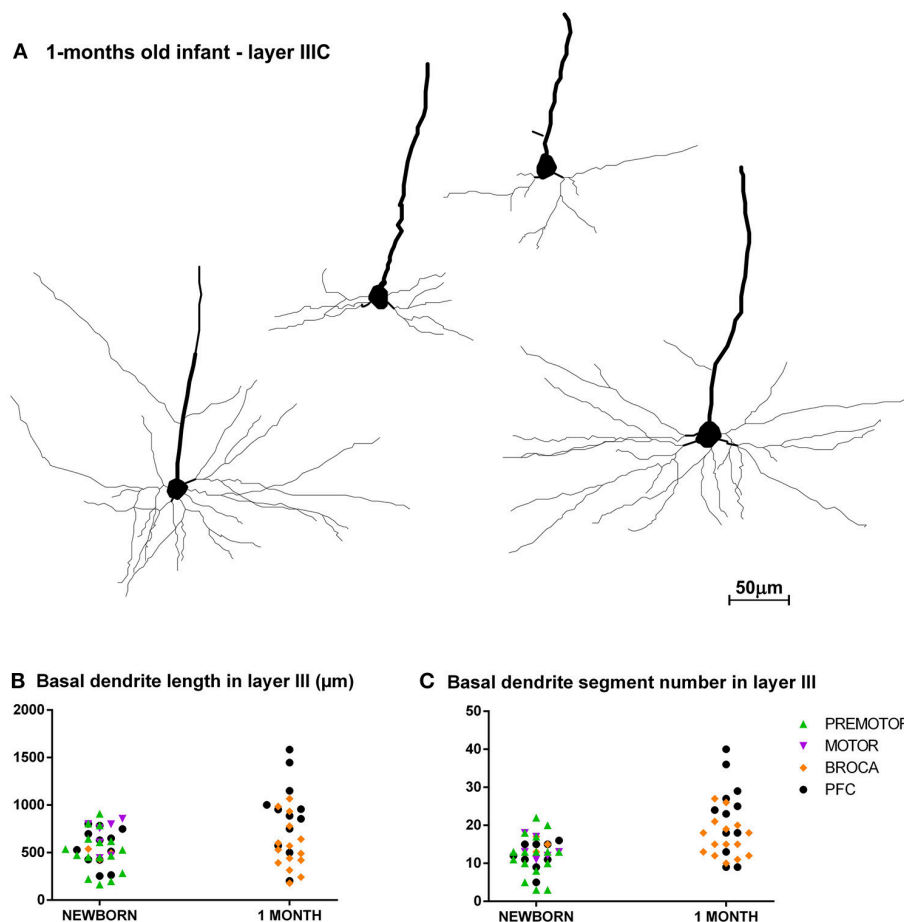 A 1-months old infant - layer IIIC
50μm
B Basal dendrite length in layer III (μm)
2000
1500
1000
500
0
NEWBORN 1 MONTH
C Basal dendrite segment number in layer III
50
40
30
20
10
0
NEWBORN 1 MONTH
PREMOTOR
MOTOR
BROCA
PFC